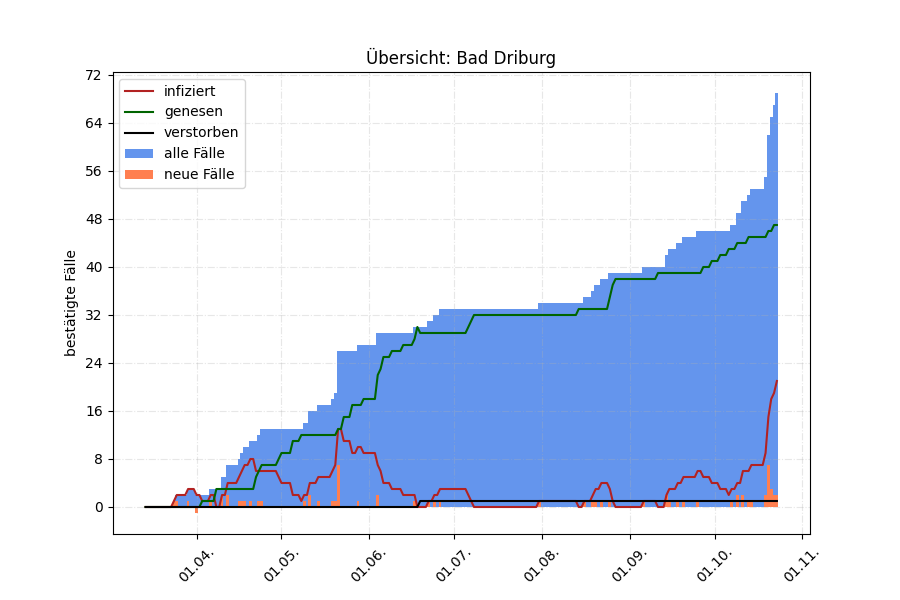 Übersicht: Bad Driburg
bestätigte Fälle
72
64
56
48
40
32
24
16
8
0
infiziert
genesen
verstorben
alle Fälle
neue Fälle
01.04.
01.05.
01.06.
01.07.
01.08.
01.09.
01.10.
01.11.